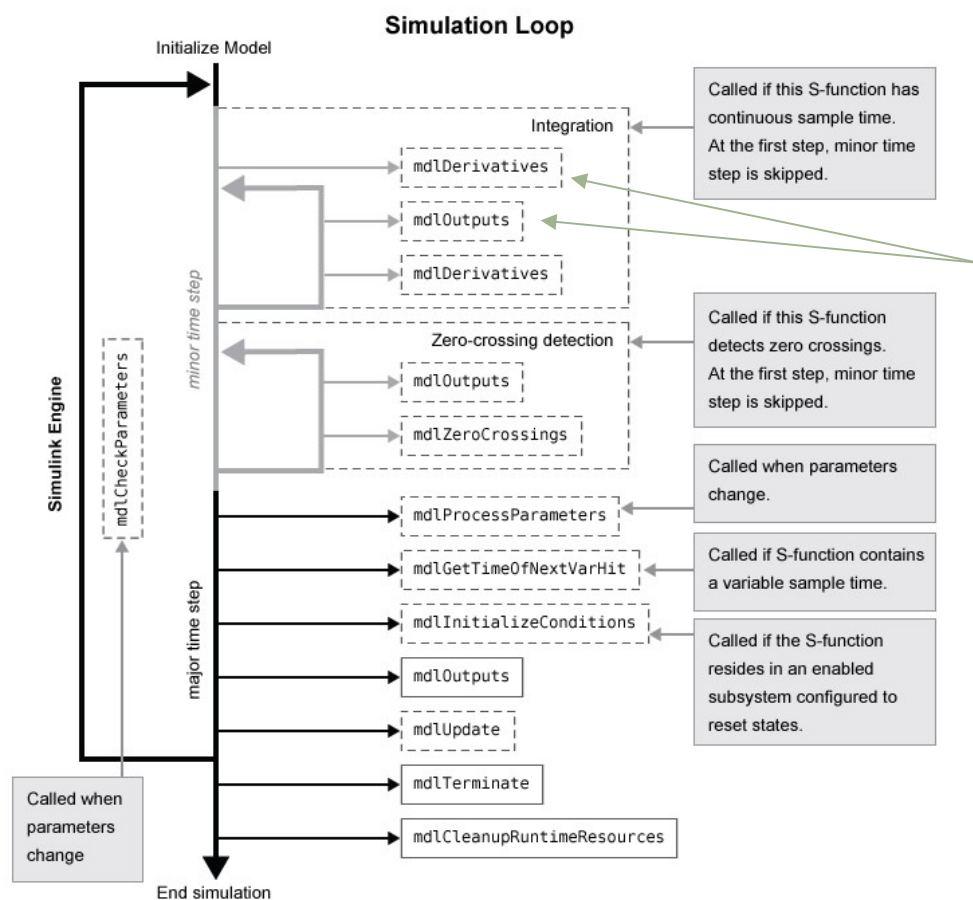 Simulation Loop
Initialize Model
Called if this S-function has
continuous sample time.
At the first step, minor time
step is skipped.
Integration
mdlDerivatives
mdlOutputs
mdlDerivatives
minor time step
Called if this S-function
detects zero crossings.
At the first step, minor time
step is skipped.
Zero-crossing detection
mdlOutputs
mdlZeroCrossings
Simulink Engine
mdlCheckParameters
Called when parameters
change.
mdlProcessParameters
Called if S-function contains
a variable sample time.
mdlGetTimeOfNextVarHit
mdlInitializeConditions
Called if the S-function
resides in an enabled
subsystem configured to
reset states.
major time step
mdlOutputs
mdlUpdate
mdlTerminate
Called when
parameters
change
mdlCleanupRuntimeResources
End simulation